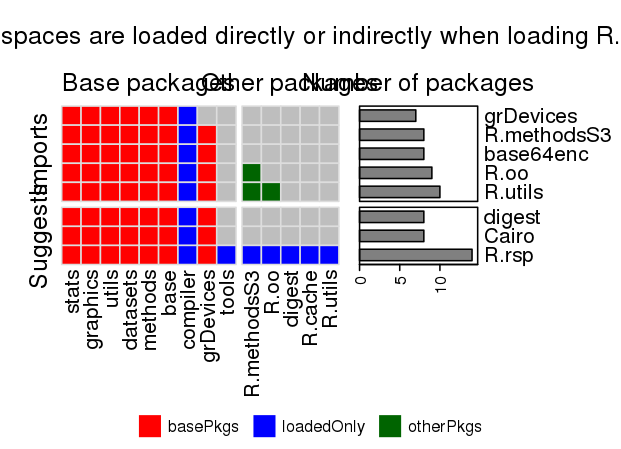 spaces are loaded directly or indirectly when loading R.
Base packages Other packages Number of packages
Imports
Suggests
grDevices
R.methodsS3
base64enc
R.oo
R.utils
digest
Cairo
R.rsp
0 5 10
stats graphics utils datasets methods base compiler grDevices tools R.methodsS3 R.oo digest R.cache R.utils
basePkgs loadedOnly otherPkgs